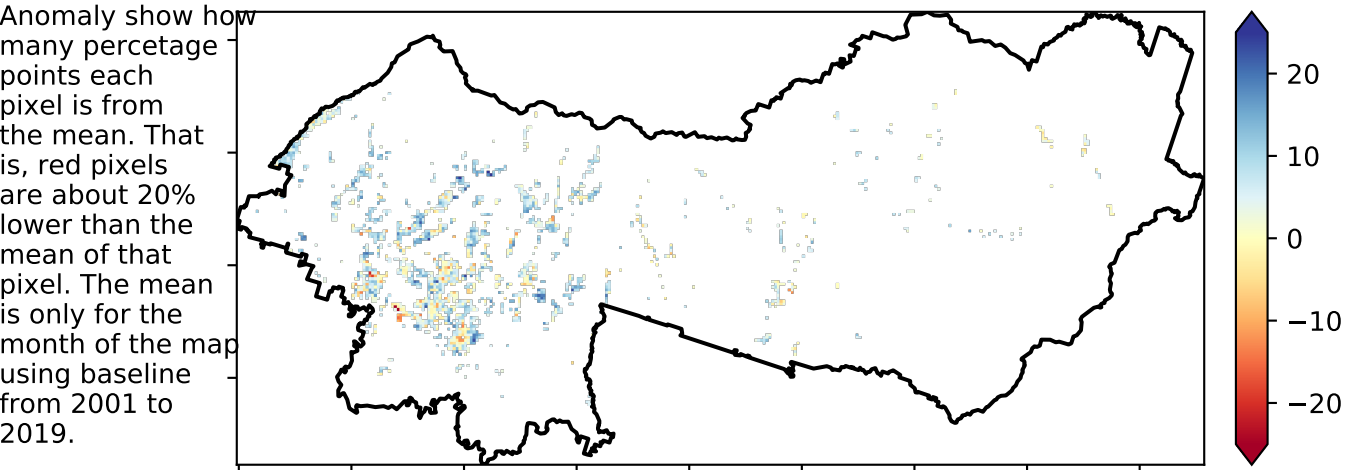 Anomaly show how
many percetage
points each
pixel is from
the mean. That
is, red pixels
are about 20%
lower than the
mean of that
pixel. The mean
is only for the
month of the map
using baseline
from 2001 to
2019.
20
10
0
−10
−20